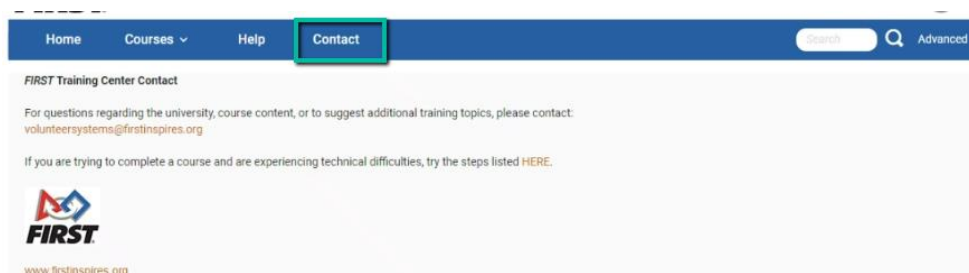 Home Courses Help Contact Search Advanced
FIRST Training Center Contact
For questions regarding the university, course content, or to suggest additional training topics, please contact:
volunteersystems@firstinspires.org
If you are trying to complete a course and are experiencing technical difficulties, try the steps listed HERE.
FIRST
www.firstinspires.org